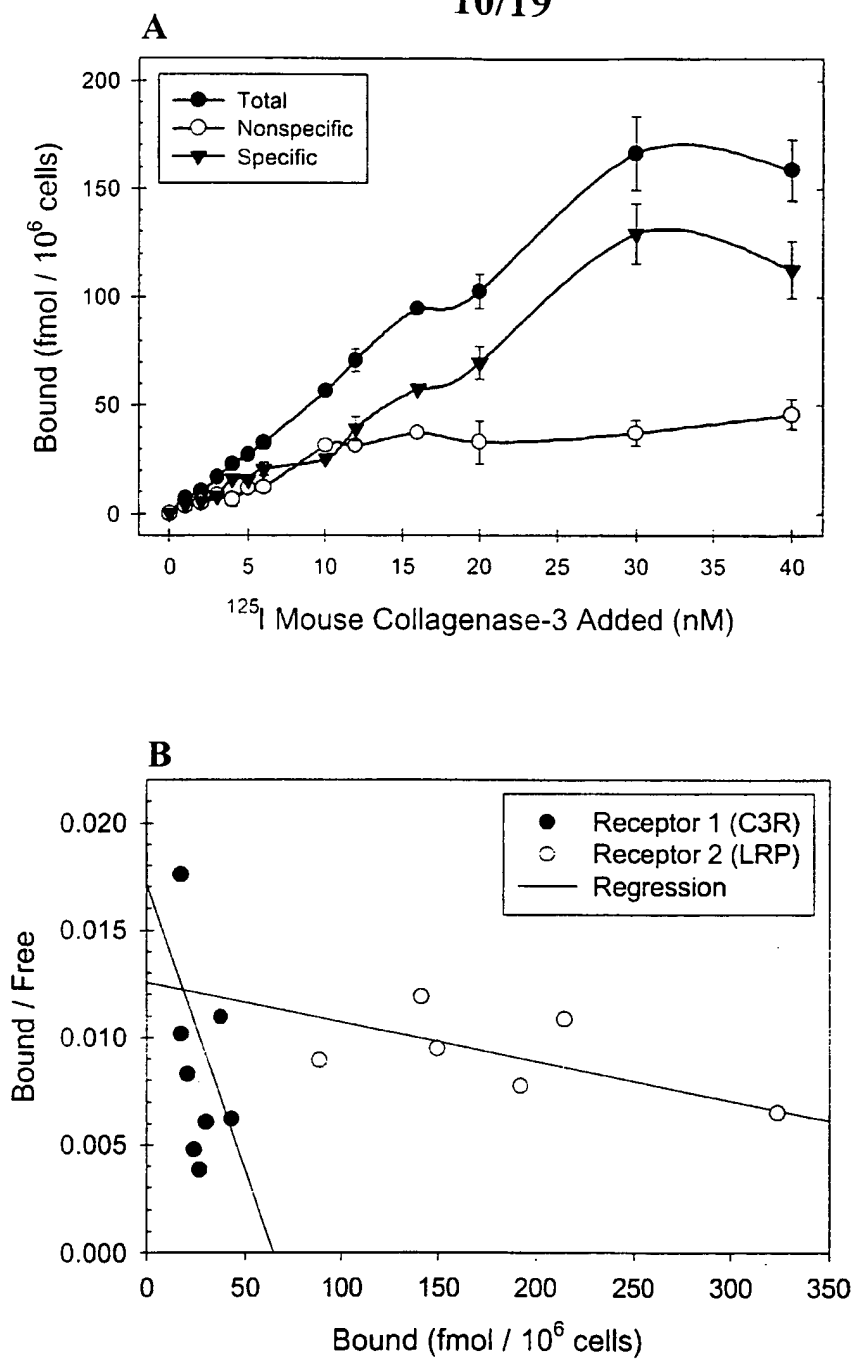 10/19
A
200
150
100
50
0
Total
Nonspecific
Specific
Bound (fmol / 10⁶ cells)
0 5 10 15 20 25 30 35 40
¹²⁵I Mouse Collagenase-3 Added (nM)
B
0.020
0.015
0.010
0.005
0.000
Receptor 1 (C3R)
Receptor 2 (LRP)
Regression
Bound / Free
0 50 100 150 200 250 300 350
Bound (fmol / 10⁶ cells)